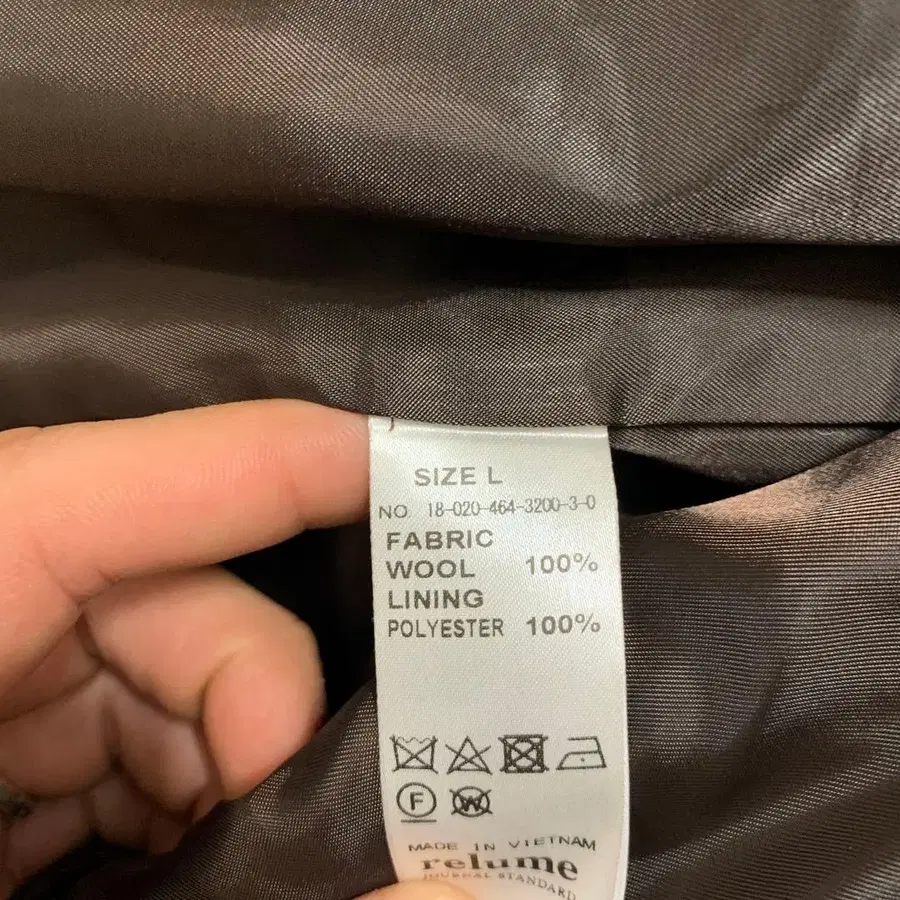 SIZE L
NO 18-020-464-3200-3-0
FABRIC
WOOL 100%
LINING
POLYESTER 100%
F W
MADE IN VIETNAM
relume
JOURNAL STANDARD